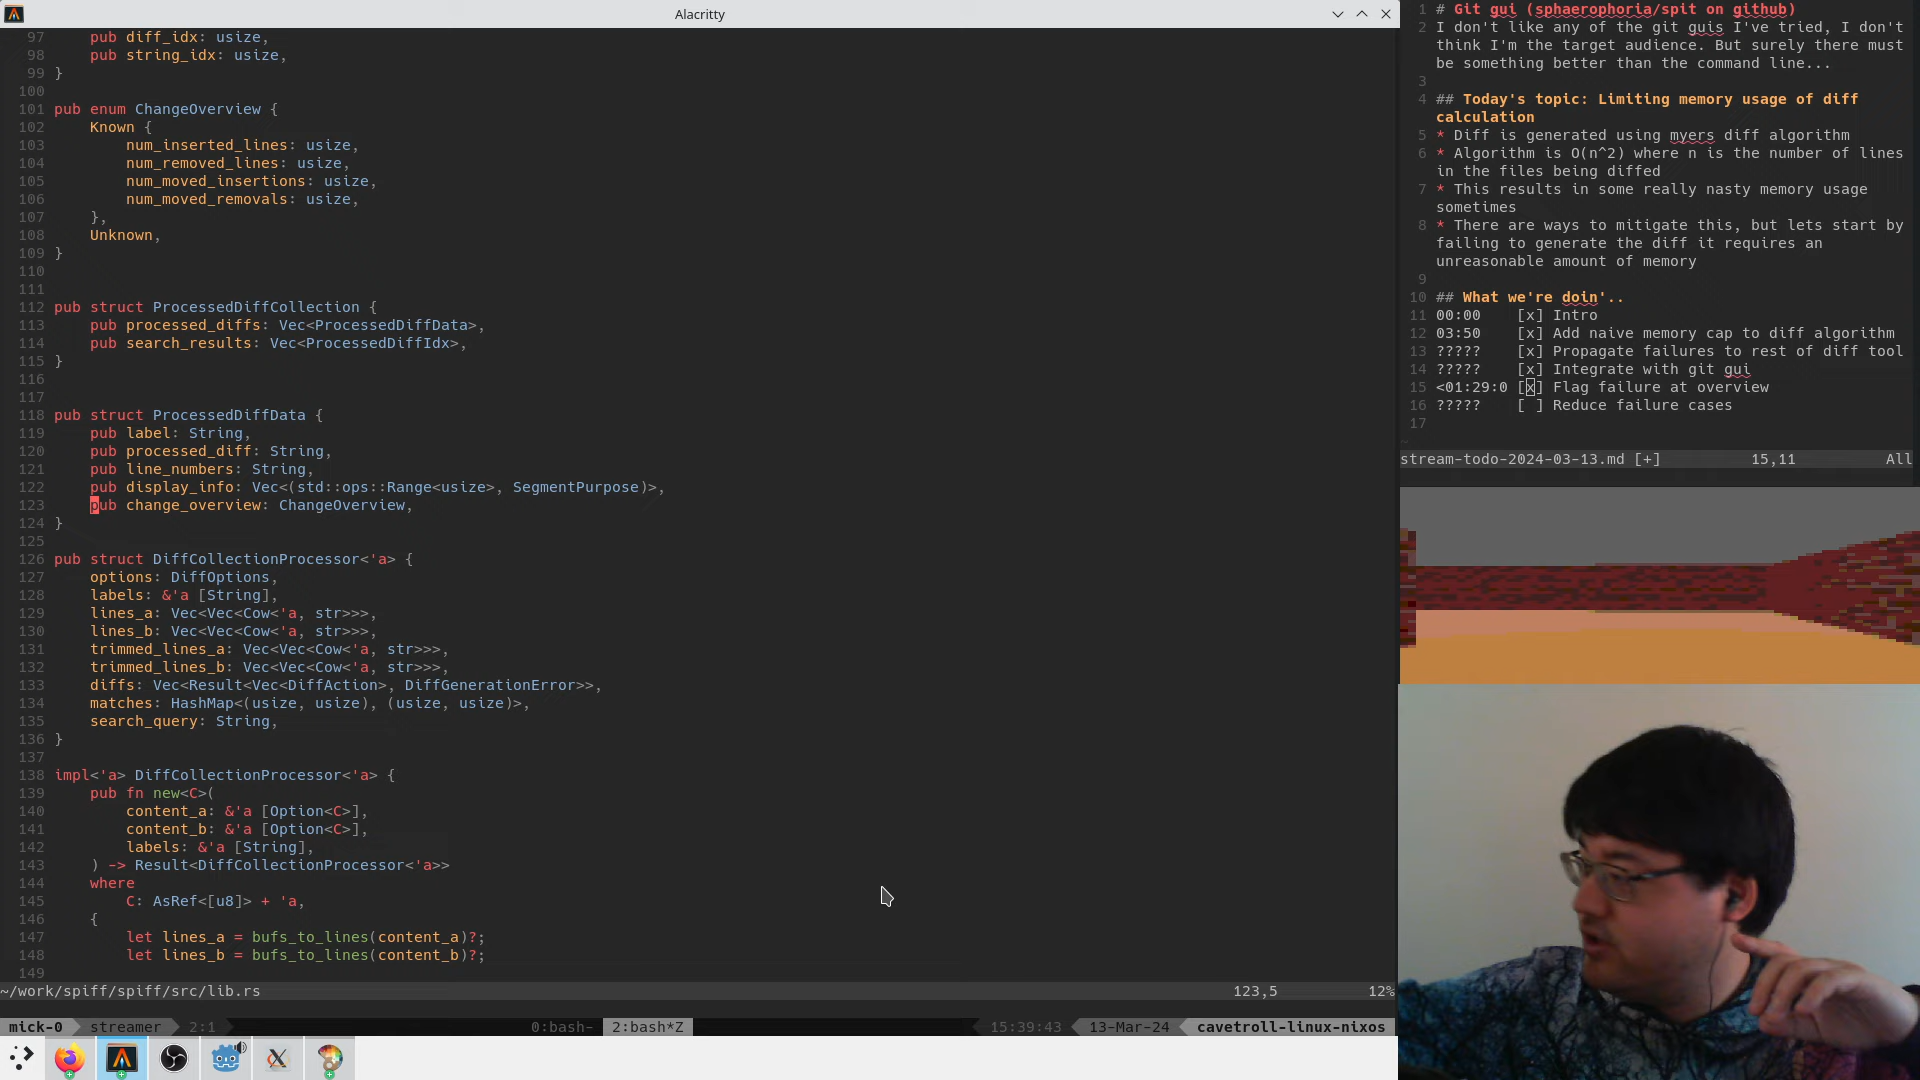 Alacritty
97 pub diff_idx: usize,
98 pub string_idx: usize,
99 }
100
101 pub enum ChangeOverview {
102 Known {
103 num_inserted_lines: usize,
104 num_removed_lines: usize,
105 num_moved_insertions: usize,
106 num_moved_removals: usize,
107 },
108 Unknown,
109 }
110
111
112 pub struct ProcessedDiffCollection {
113 pub processed_diffs: Vec<ProcessedDiffData>,
114 pub search_results: Vec<ProcessedDiffIdx>,
115 }
116
117
118 pub struct ProcessedDiffData {
119 pub label: String,
120 pub processed_diff: String,
121 pub line_numbers: String,
122 pub display_info: Vec<(std::ops::Range<usize>, SegmentPurpose)>,
123 pub change_overview: ChangeOverview,
124 }
125
126 pub struct DiffCollectionProcessor<'a> {
127 options: DiffOptions,
128 labels: &'a [String],
129 lines_a: Vec<Vec<Cow<'a, str>>>,
130 lines_b: Vec<Vec<Cow<'a, str>>>,
131 trimmed_lines_a: Vec<Vec<Cow<'a, str>>>,
132 trimmed_lines_b: Vec<Vec<Cow<'a, str>>>,
133 diffs: Vec<Result<Vec<DiffAction>, DiffGenerationError>>,
134 matches: HashMap<(usize, usize), (usize, usize)>,
135 search_query: String,
136 }
137
138 impl<'a> DiffCollectionProcessor<'a> {
139 pub fn new<C>(
140 content_a: &'a [Option<C>],
141 content_b: &'a [Option<C>],
142 labels: &'a [String],
143 ) -> Result<DiffCollectionProcessor<'a>>
144 where
145 C: AsRef<[u8]> + 'a,
146 {
147 let lines_a = bufs_to_lines(content_a)?;
148 let lines_b = bufs_to_lines(content_b)?;
149
~/work/spiff/spiff/src/lib.rs 123,5 12%
mick-0 streamer 2:1 0:bash- 2:bash*Z 15:39:43 13-Mar-24 cavetroll-linux-nixos
1 # Git gui (sphaerophoria/spit on github)
2 I don't like any of the git guis I've tried, I don't
think I'm the target audience. But surely there must
be something better than the command line...
3
4 ## Today's topic: Limiting memory usage of diff
calculation
5 * Diff is generated using myers diff algorithm
6 * Algorithm is O(n^2) where n is the number of lines
in the files being diffed
7 * This results in some really nasty memory usage
sometimes
8 * There are ways to mitigate this, but lets start by
failing to generate the diff it requires an
unreasonable amount of memory
9
10 ## What we're doin'..
11 00:00 [x] Intro
12 03:50 [x] Add naive memory cap to diff algorithm
13 ????? [x] Propagate failures to rest of diff tool
14 ????? [x] Integrate with git gui
15 <01:29:0 [x] Flag failure at overview
16 ????? [ ] Reduce failure cases
17
~
stream-todo-2024-03-13.md [+] 15,11 All